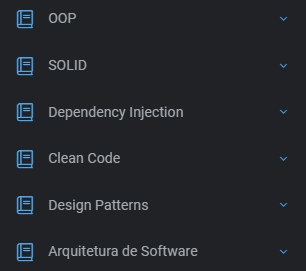 OOP
SOLID
Dependency Injection
Clean Code
Design Patterns
Arquitetura de Software